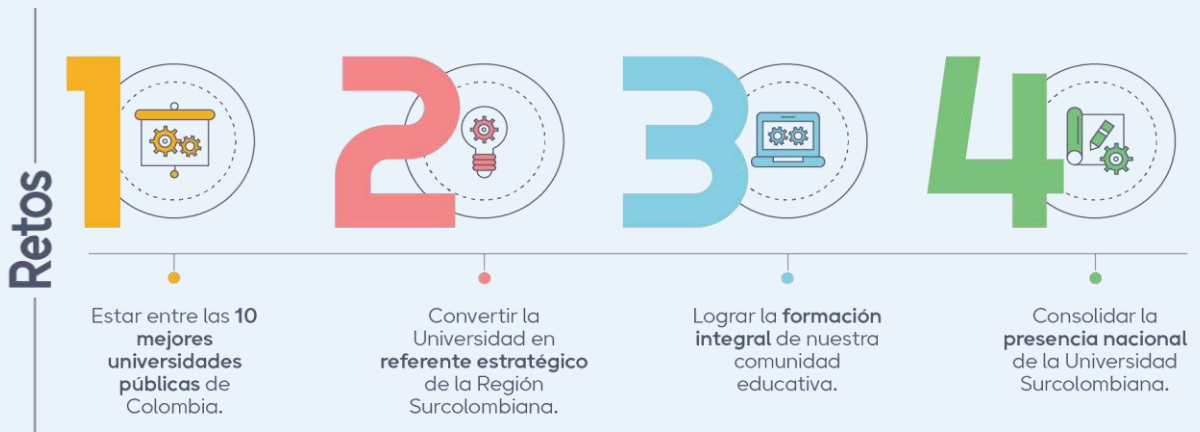 Retos
1
Estar entre las 10
mejores
universidades
públicas de
Colombia.
2
Convertir la
Universidad en
referente estratégico
de la Región
Surcolombiana.
3
Lograr la formación
integral de nuestra
comunidad
educativa.
4
Consolidar la
presencia nacional
de la Universidad
Surcolombiana.